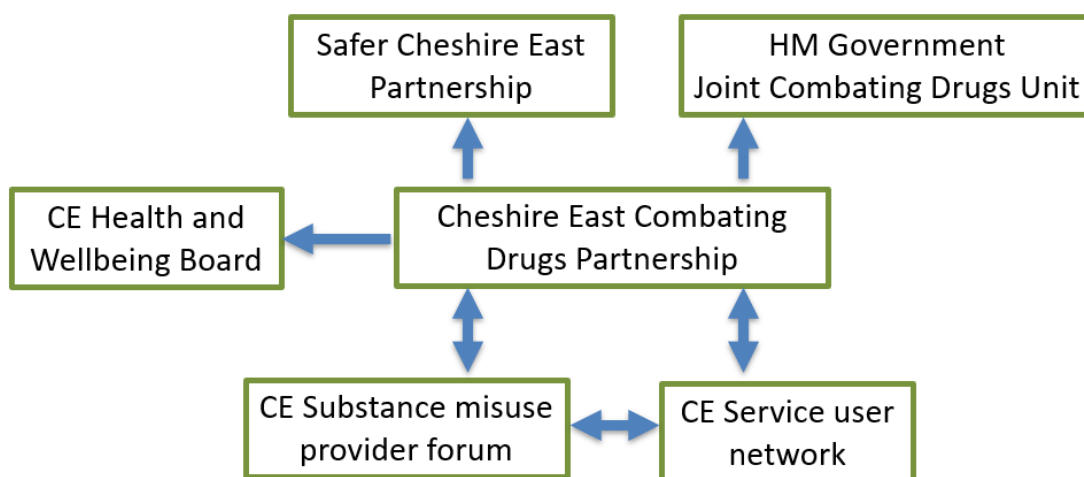 Safer Cheshire East
Partnership
HM Government
Joint Combating Drugs Unit
CE Health and
Wellbeing Board
Cheshire East Combating
Drugs Partnership
CE Substance misuse
provider forum
CE Service user
network